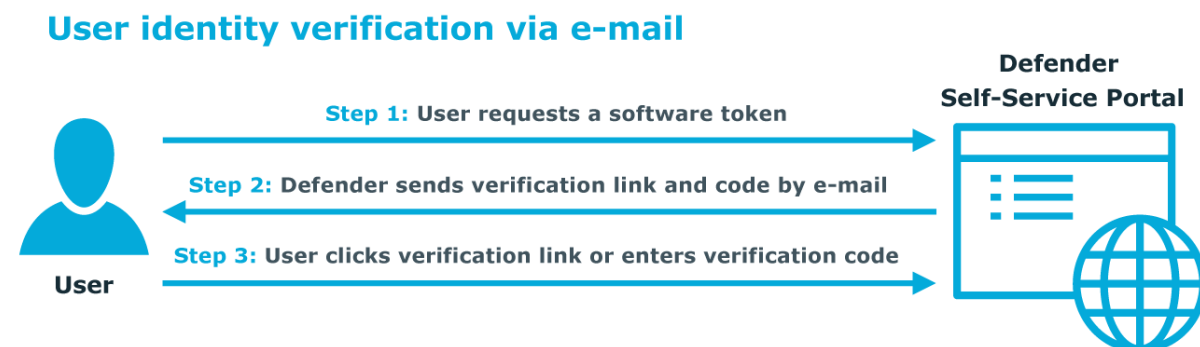 User identity verification via e-mail
Defender
Self-Service Portal
Step 1: User requests a software token
Step 2: Defender sends verification link and code by e-mail
Step 3: User clicks verification link or enters verification code
User